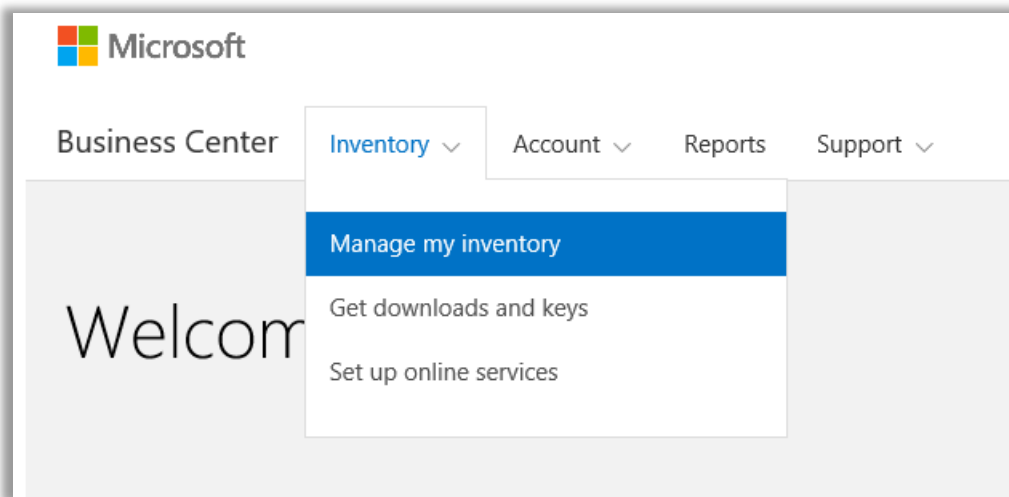 Microsoft
Business Center Inventory Account Reports Support
Manage my inventory
Get downloads and keys
Welcom
Set up online services